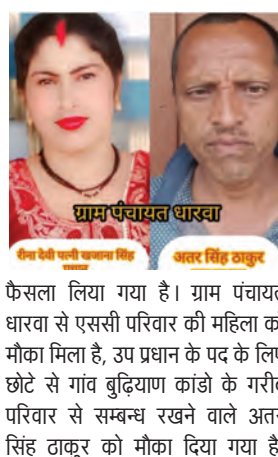 ग्राम पंचायत धारवा
रीना देवी पत्नी खजाना सिंह
अतर सिंह ठाकुर
फैसला लिया गया है। ग्राम पंचायत
धारवा से एससी परिवार की महिला को
मौका मिला है, उप प्रधान के पद के लिए
छोटे से गांव बुढ़ियाण कांडो के गरीब
परिवार से सम्बन्ध रखने वाले अतर
सिंह ठाकुर को मौका दिया गया है